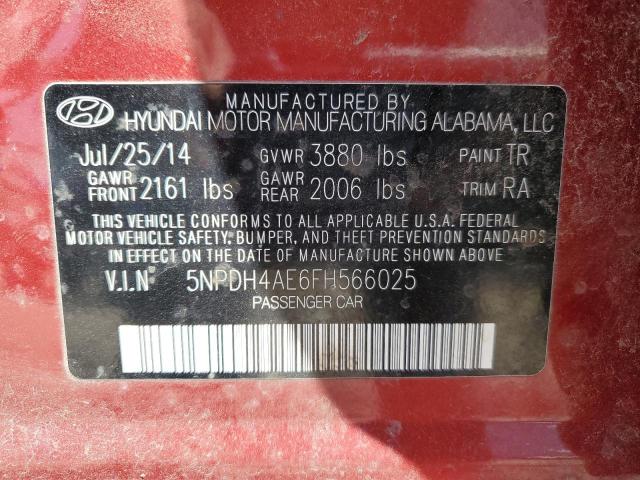 MANUFACTURED BY
HYUNDAI MOTOR MANUFACTURING ALABAMA, LLC
Jul/25/14 GVWR 3880 lbs PAINT TR
GAWR FRONT 2161 lbs GAWR REAR 2006 lbs TRIM RA
THIS VEHICLE CONFORMS TO ALL APPLICABLE U.S.A. FEDERAL
MOTOR VEHICLE SAFETY, BUMPER, AND THEFT PREVENTION STANDARDS
IN EFFECT ON THE DATE OF MANUFACTURE SHOWN ABOVE
V.I.N 5NPDH4AE6FH566025
PASSENGER CAR